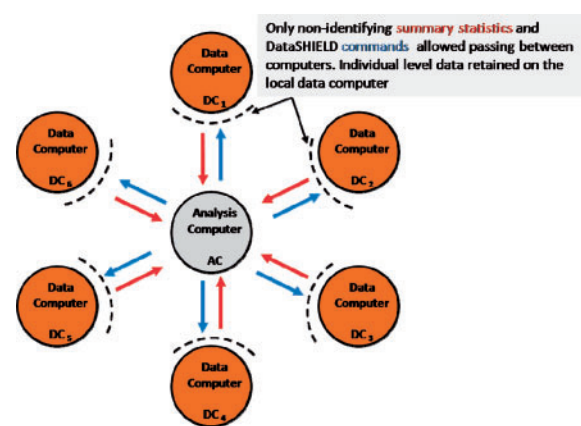 Only non-identifying summary statistics and
DataSHIELD commands allowed passing between
computers. Individual level data retained on the
local data computer
Data
Computer
DC1
Data
Computer
DC6
Data
Computer
DC2
Analysis
Computer
AC
Data
Computer
DC5
Data
Computer
DC3
Data
Computer
DC4